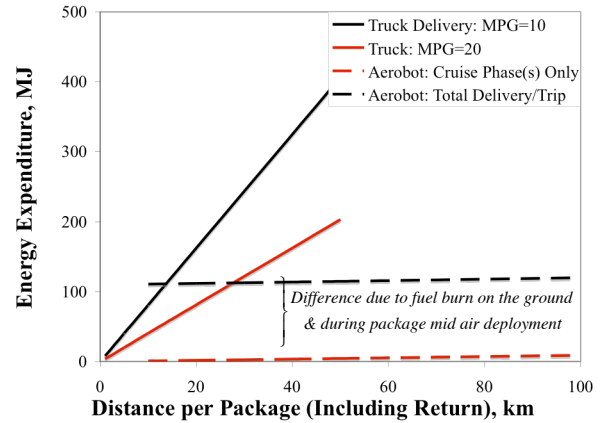 500
400
300
200
100
0
Energy Expenditure, MJ
Truck Delivery: MPG=10
Truck: MPG=20
Aerobot: Cruise Phase(s) Only
Aerobot: Total Delivery/Trip
Difference due to fuel burn on the ground
& during package mid air deployment
0
20
40
60
80
100
Distance per Package (Including Return), km